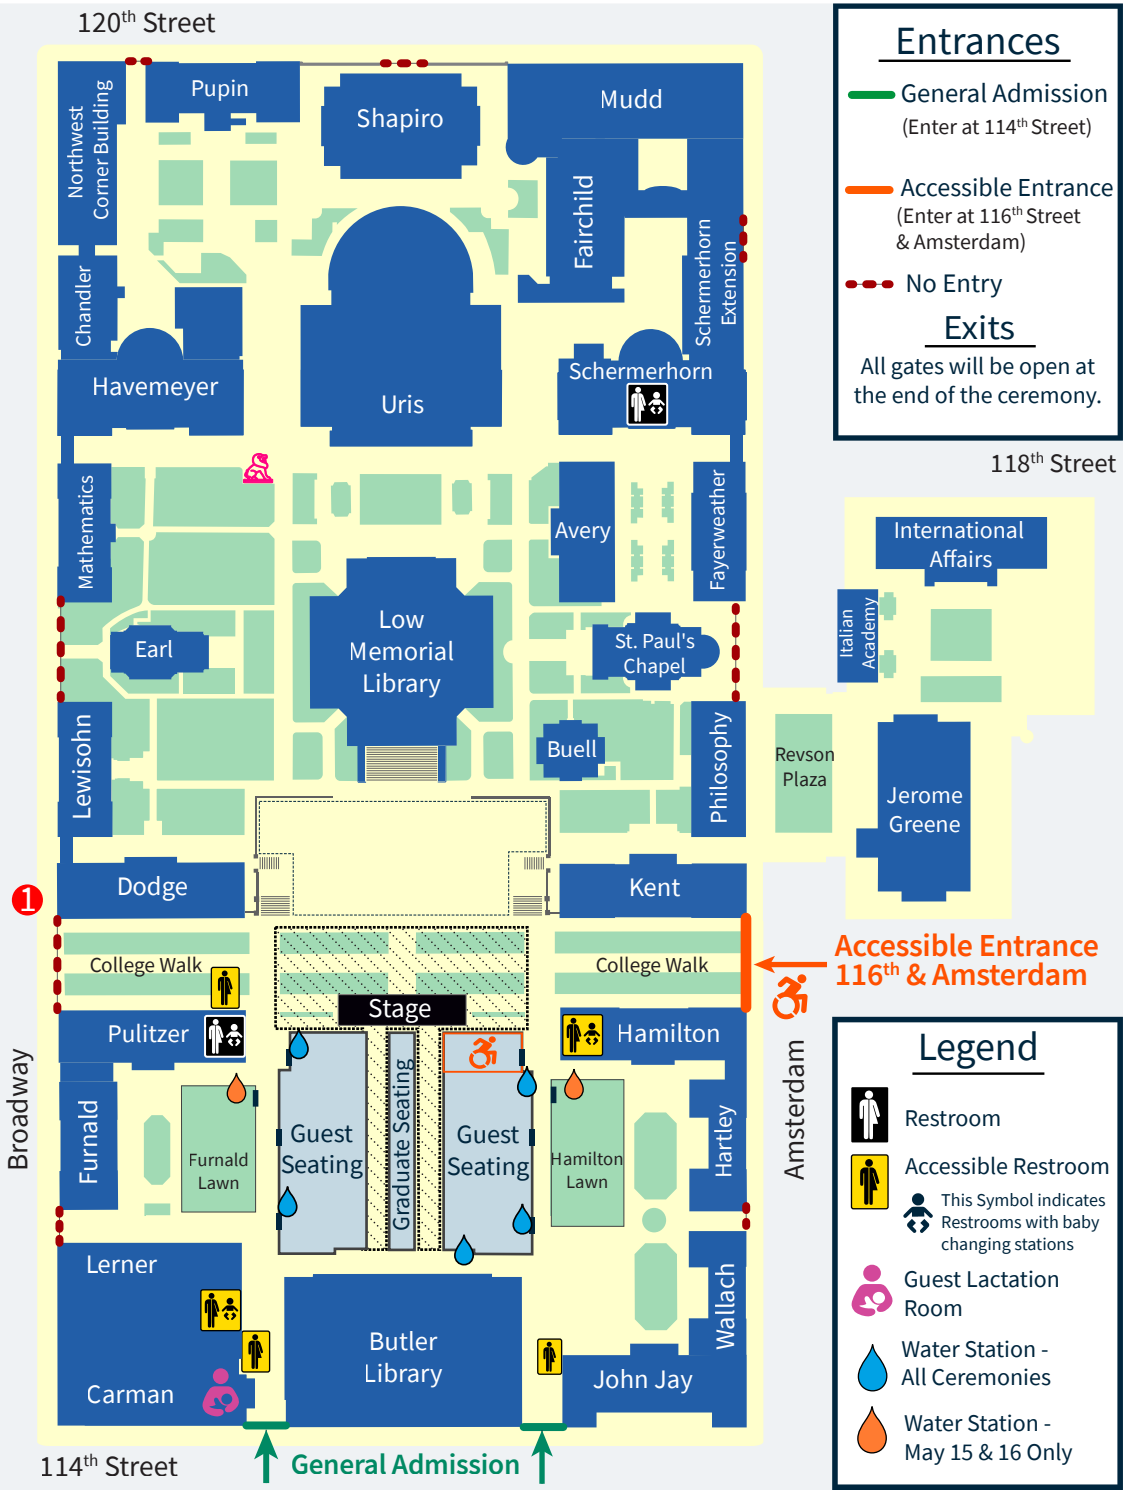 120th Street
Entrances
General Admission
(Enter at 114th Street)
Accessible Entrance
(Enter at 116th Street
& Amsterdam)
No Entry
Exits
All gates will be open at
the end of the ceremony.
Northwest
Corner Building
Pupin
Shapiro
Mudd
Fairchild
Schermerhorn
Extension
Chandler
Havemeyer
Uris
Schermerhorn
118th Street
Mathematics
Avery
Fayerweather
International
Affairs
Italian
Academy
Earl
Low
Memorial
Library
St. Paul's
Chapel
Lewisohn
Buell
Philosophy
Revson
Plaza
Jerome
Greene
Dodge
Kent
1
College Walk
College Walk
Accessible Entrance
116th & Amsterdam
Stage
Pulitzer
Hamilton
Broadway
Furnald
Furnald
Lawn
Guest
Seating
Graduate Seating
Guest
Seating
Hamilton
Lawn
Hartley
Amsterdam
Legend
Restroom
Accessible Restroom
This Symbol indicates
Restrooms with baby
changing stations
Guest Lactation
Room
Water Station -
All Ceremonies
Water Station -
May 15 & 16 Only
Lerner
Wallach
Butler
Library
Carman
John Jay
114th Street
General Admission